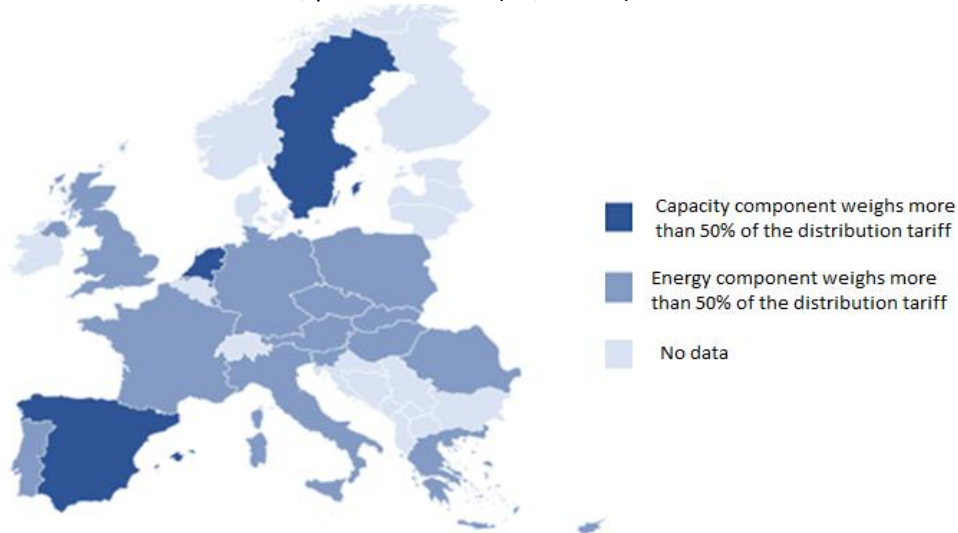 Capacity component weighs more
than 50% of the distribution tariff
Energy component weighs more
than 50% of the distribution tariff
No data